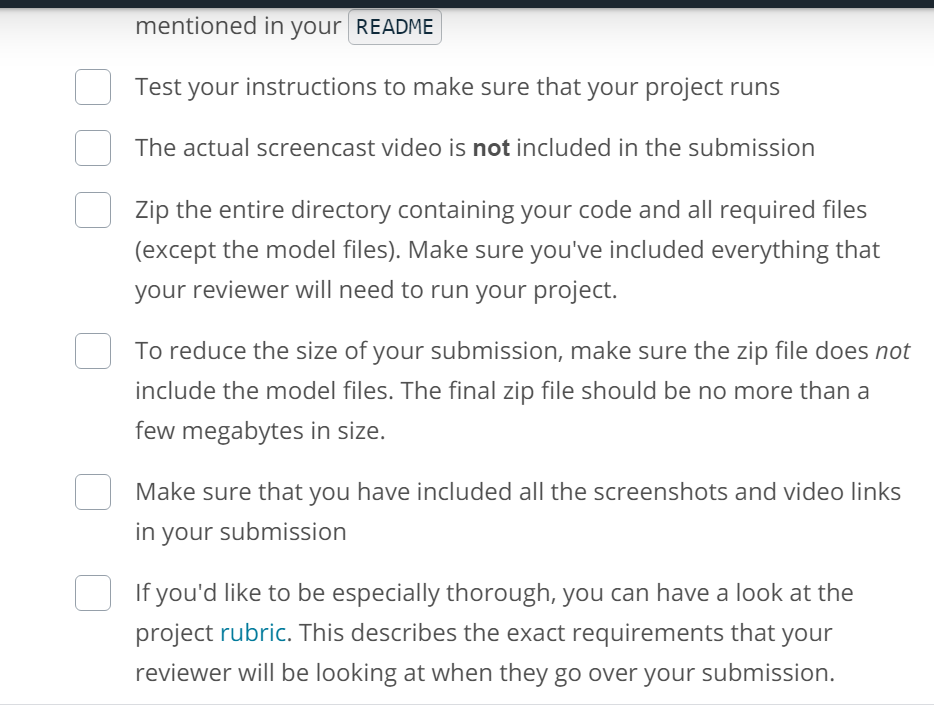 mentioned in your README
Test your instructions to make sure that your project runs
The actual screencast video is not included in the submission
Zip the entire directory containing your code and all required files
(except the model files). Make sure you've included everything that
your reviewer will need to run your project.
To reduce the size of your submission, make sure the zip file does not
include the model files. The final zip file should be no more than a
few megabytes in size.
Make sure that you have included all the screenshots and video links
in your submission
If you'd like to be especially thorough, you can have a look at the
project rubric. This describes the exact requirements that your
reviewer will be looking at when they go over your submission.